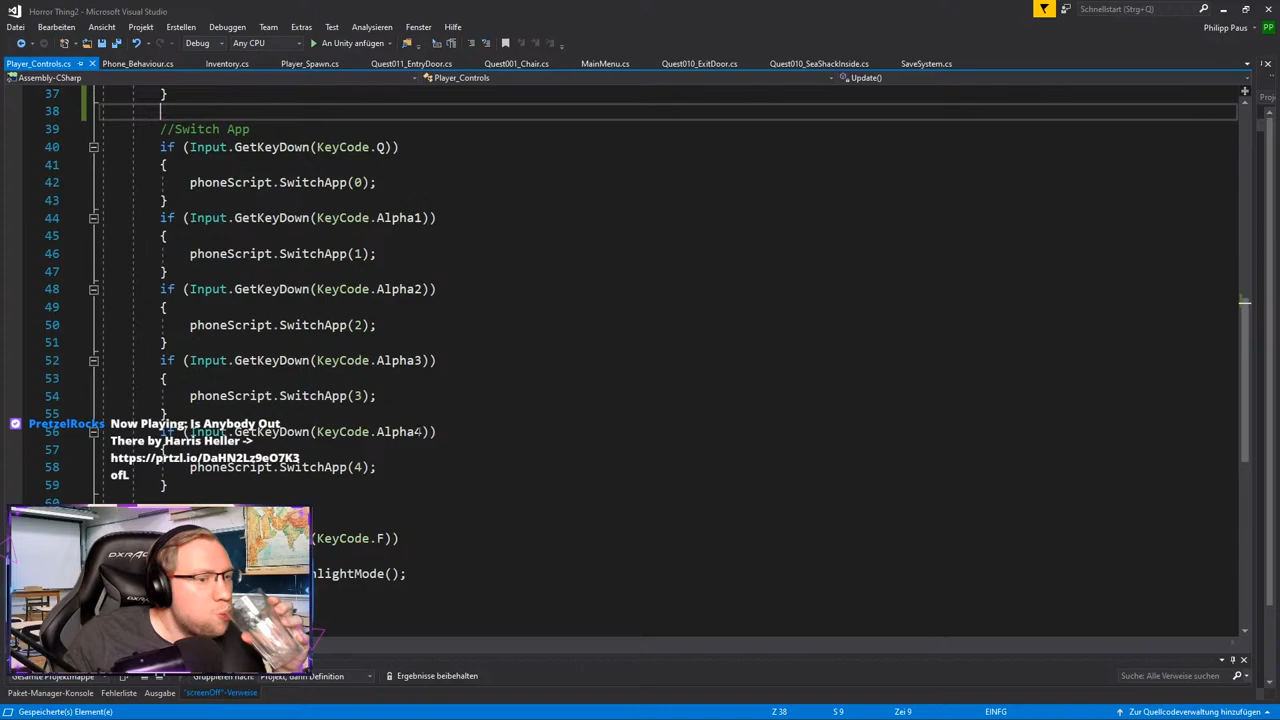 Horror Thing2 - Microsoft Visual Studio
Schnellstart (Strg+Q)
Datei Bearbeiten Ansicht Projekt Erstellen Debuggen Team Extras Test Analysieren Fenster Hilfe
Philipp Paus
PP
Debug Any CPU An Unity anfügen
Player_Controls.cs Phone_Behaviour.cs Inventory.cs Player_Spawn.cs Quest011_EntryDoor.cs Quest001_Chair.cs MainMenu.cs Quest010_ExitDoor.cs Quest010_SeaShackInside.cs SaveSystem.cs
Assembly-CSharp Player_Controls Update()
Proj
37 }
38
39 //Switch App
40 if (Input.GetKeyDown(KeyCode.Q))
41 {
42 phoneScript.SwitchApp(0);
43 }
44 if (Input.GetKeyDown(KeyCode.Alpha1))
45 {
46 phoneScript.SwitchApp(1);
47 }
48 if (Input.GetKeyDown(KeyCode.Alpha2))
49 {
50 phoneScript.SwitchApp(2);
51 }
52 if (Input.GetKeyDown(KeyCode.Alpha3))
53 {
54 phoneScript.SwitchApp(3);
55 }
PretzelRocks Now Playing: Is Anybody Out
There by Harris Heller ->
https://prtzl.io/DaHN2Lz9eO7K3
ofL
56 if (Input.GetKeyDown(KeyCode.Alpha4))
57
58 phoneScript.SwitchApp(4);
59 }
60
(KeyCode.F))
hlightMode();
DXRACER
Gesamte Projektmappe Gruppieren nach: Projekt, dann Definition Ergebnisse beibehalten Suche: Alle Verweise
Paket-Manager-Konsole Fehlerliste Ausgabe "screenOff"-Verweise
Gespeicherte(s) Element(e) Z 38 S 9 Zei 9 EINFG Zur Quellcodeverwaltung hinzufügen